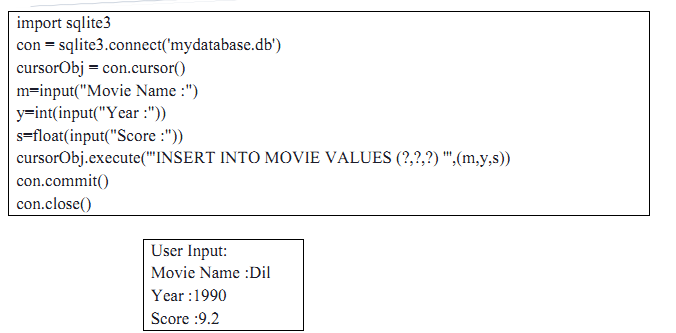 import sqlite3
con = sqlite3.connect('mydatabase.db')
cursorObj = con.cursor()
m=input("Movie Name :")
y=int(input("Year :"))
s=float(input("Score :"))
cursorObj.execute('''INSERT INTO MOVIE VALUES (?,?,?) ''',(m,y,s))
con.commit()
con.close()
User Input:
Movie Name :Dil
Year :1990
Score :9.2